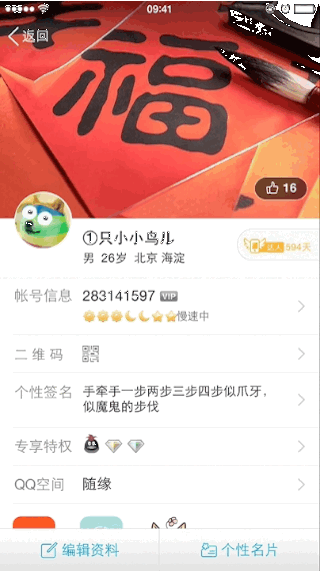 09:41
返回
福
16
①只小小鸟儿
达人 594天
男 26岁 北京 海淀
帐号信息
283141597 VIP
慢速中
二维码
个性签名
手牵手一步两步三步四步似爪牙，
似魔鬼的步伐
专享特权
QQ空间
随缘
编辑资料
个性名片